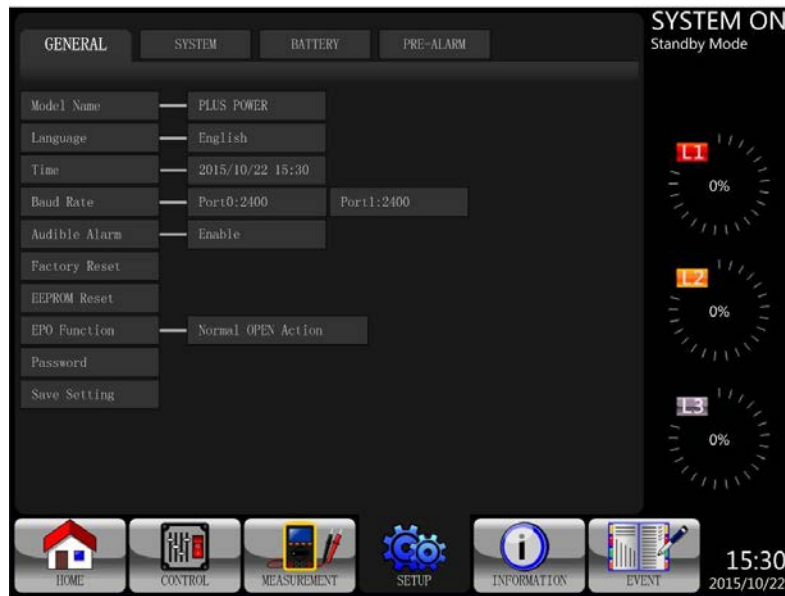 GENERAL SYSTEM BATTERY PRE-ALARM
SYSTEM ON
Standby Mode
Model Name PLUS POWER
Language English
Time 2015/10/22 15:30
Baud Rate Port0:2400 Port1:2400
Audible Alarm Enable
Factory Reset
EEPROM Reset
EPO Function Normal OPEN Action
Password
Save Setting
L1
0%
L2
0%
L3
0%
HOME CONTROL MEASUREMENT SETUP INFORMATION EVENT
15:30
2015/10/22